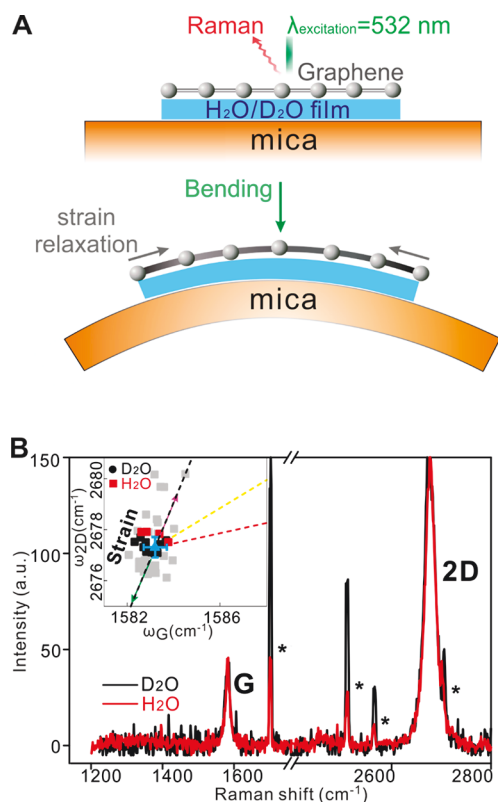 A
Raman
λexcitation=532 nm
Graphene
H₂O/D₂O film
mica
Bending
strain
relaxation
mica
B
150
100
50
0
Intensity (a.u.)
D₂O
H₂O
Strain
2680
2678
2676
ω2D(cm⁻¹)
1582
1586
ωG(cm⁻¹)
2D
G
*
*
*
*
D₂O
H₂O
1200
1400
1600
2600
2800
Raman shift (cm⁻¹)